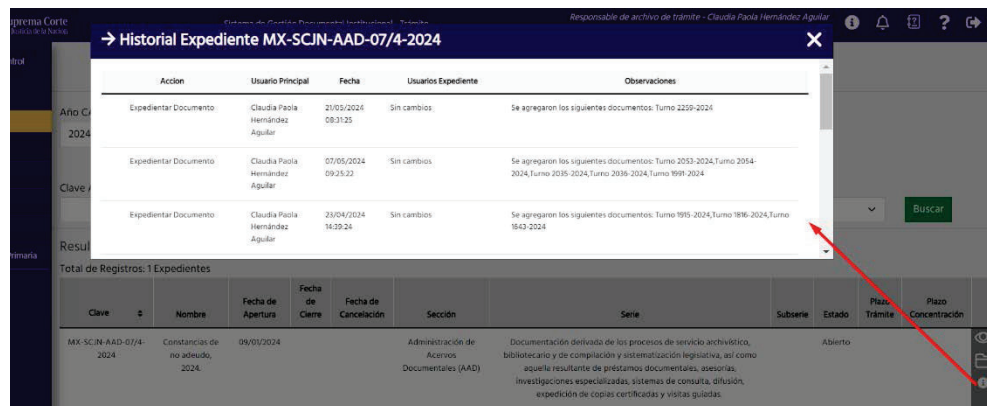 uprema Corte
Sistema de Gestión Documental Institucional - Trámite
Responsable de archivo de trámite - Claudia Paola Hernández Aguilar
→ Historial Expediente MX-SCJN-AAD-07/4-2024
Accion Usuario Principal Fecha Usuarios Expediente Observaciones
Expedientar Documento Claudia Paola Hernández Aguilar 21/05/2024 08:31:25 Sin cambios Se agregaron los siguientes documentos: Turno 2259-2024
Expedientar Documento Claudia Paola Hernández Aguilar 07/05/2024 09:25:22 Sin cambios Se agregaron los siguientes documentos: Turno 2053-2024,Turno 2054-
2024,Turno 2035-2024,Turno 2036-2024,Turno 1991-2024
Expedientar Documento Claudia Paola Hernández Aguilar 23/04/2024 14:39:24 Sin cambios Se agregaron los siguientes documentos: Turno 1915-2024,Turno 1816-2024,Turno
1643-2024
ntrol
Año C
2024
Clave A
Buscar
Primaria
Resul
Total de Registros: 1 Expedientes
Clave Nombre Fecha de Apertura Fecha de Cierre Fecha de Cancelación Sección Serie Subserie Estado Plazo Trámite Plazo Concentración
MX-SCJN-AAD-07/4-2024 Constancias de no adeudo, 2024. 09/01/2024 Administración de Acervos Documentales (AAD) Documentación derivada de los procesos de servicio archivístico, Abierto
bibliotecario y de compilación y sistematización legislativa, así como
aquella resultante de préstamos documentales, asesorías,
investigaciones especializadas, sistemas de consulta, difusión,
expedición de copias certificadas y visitas guiadas.